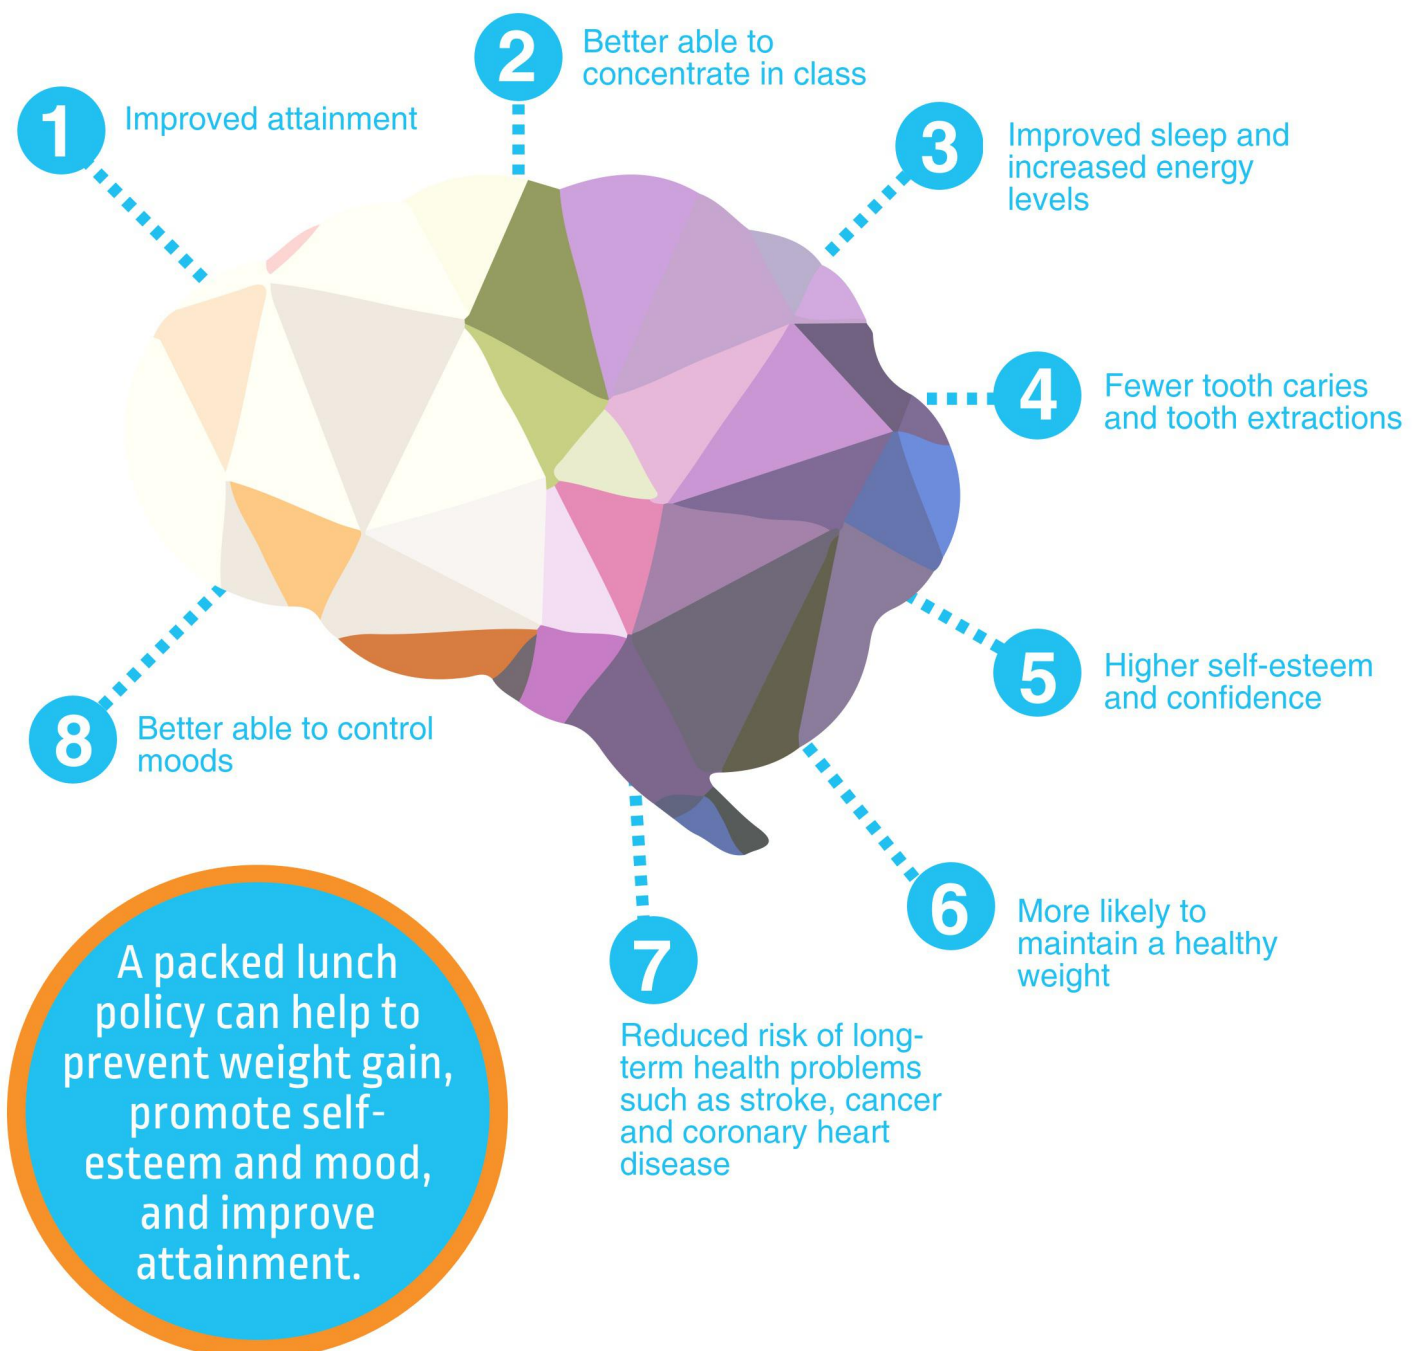 1
Improved attainment
2
Better able to
concentrate in class
3
Improved sleep and
increased energy
levels
4
Fewer tooth caries
and tooth extractions
5
Higher self-esteem
and confidence
6
More likely to
maintain a healthy
weight
7
Reduced risk of long-
term health problems
such as stroke, cancer
and coronary heart
disease
8
Better able to control
moods
A packed lunch
policy can help to
prevent weight gain,
promote self-
esteem and mood,
and improve
attainment.